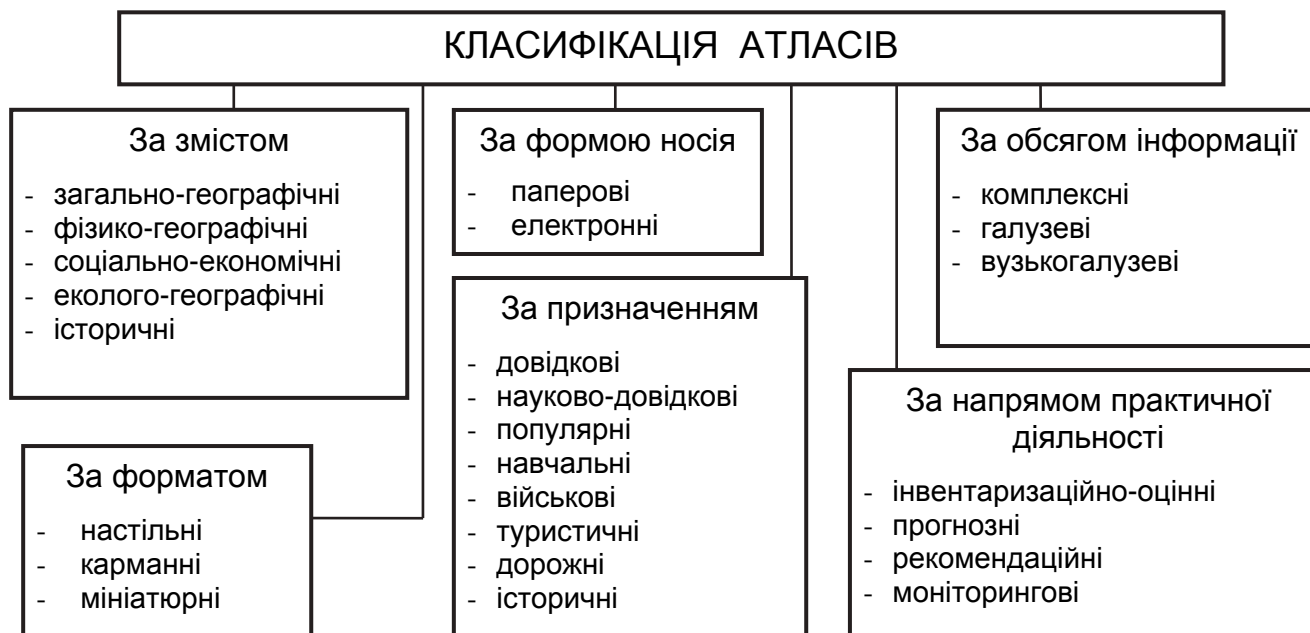 КЛАСИФІКАЦІЯ АТЛАСІВ
За змістом
- загально-географічні
- фізико-географічні
- соціально-економічні
- еколого-географічні
- історичні
За формою носія
- паперові
- електронні
За обсягом інформації
- комплексні
- галузеві
- вузькогалузеві
За форматом
- настільні
- карманні
- мініатюрні
За призначенням
- довідкові
- науково-довідкові
- популярні
- навчальні
- військові
- туристичні
- дорожні
- історичні
За напрямом практичної
діяльності
- інвентаризаційно-оцінні
- прогнозні
- рекомендаційні
- моніторингові